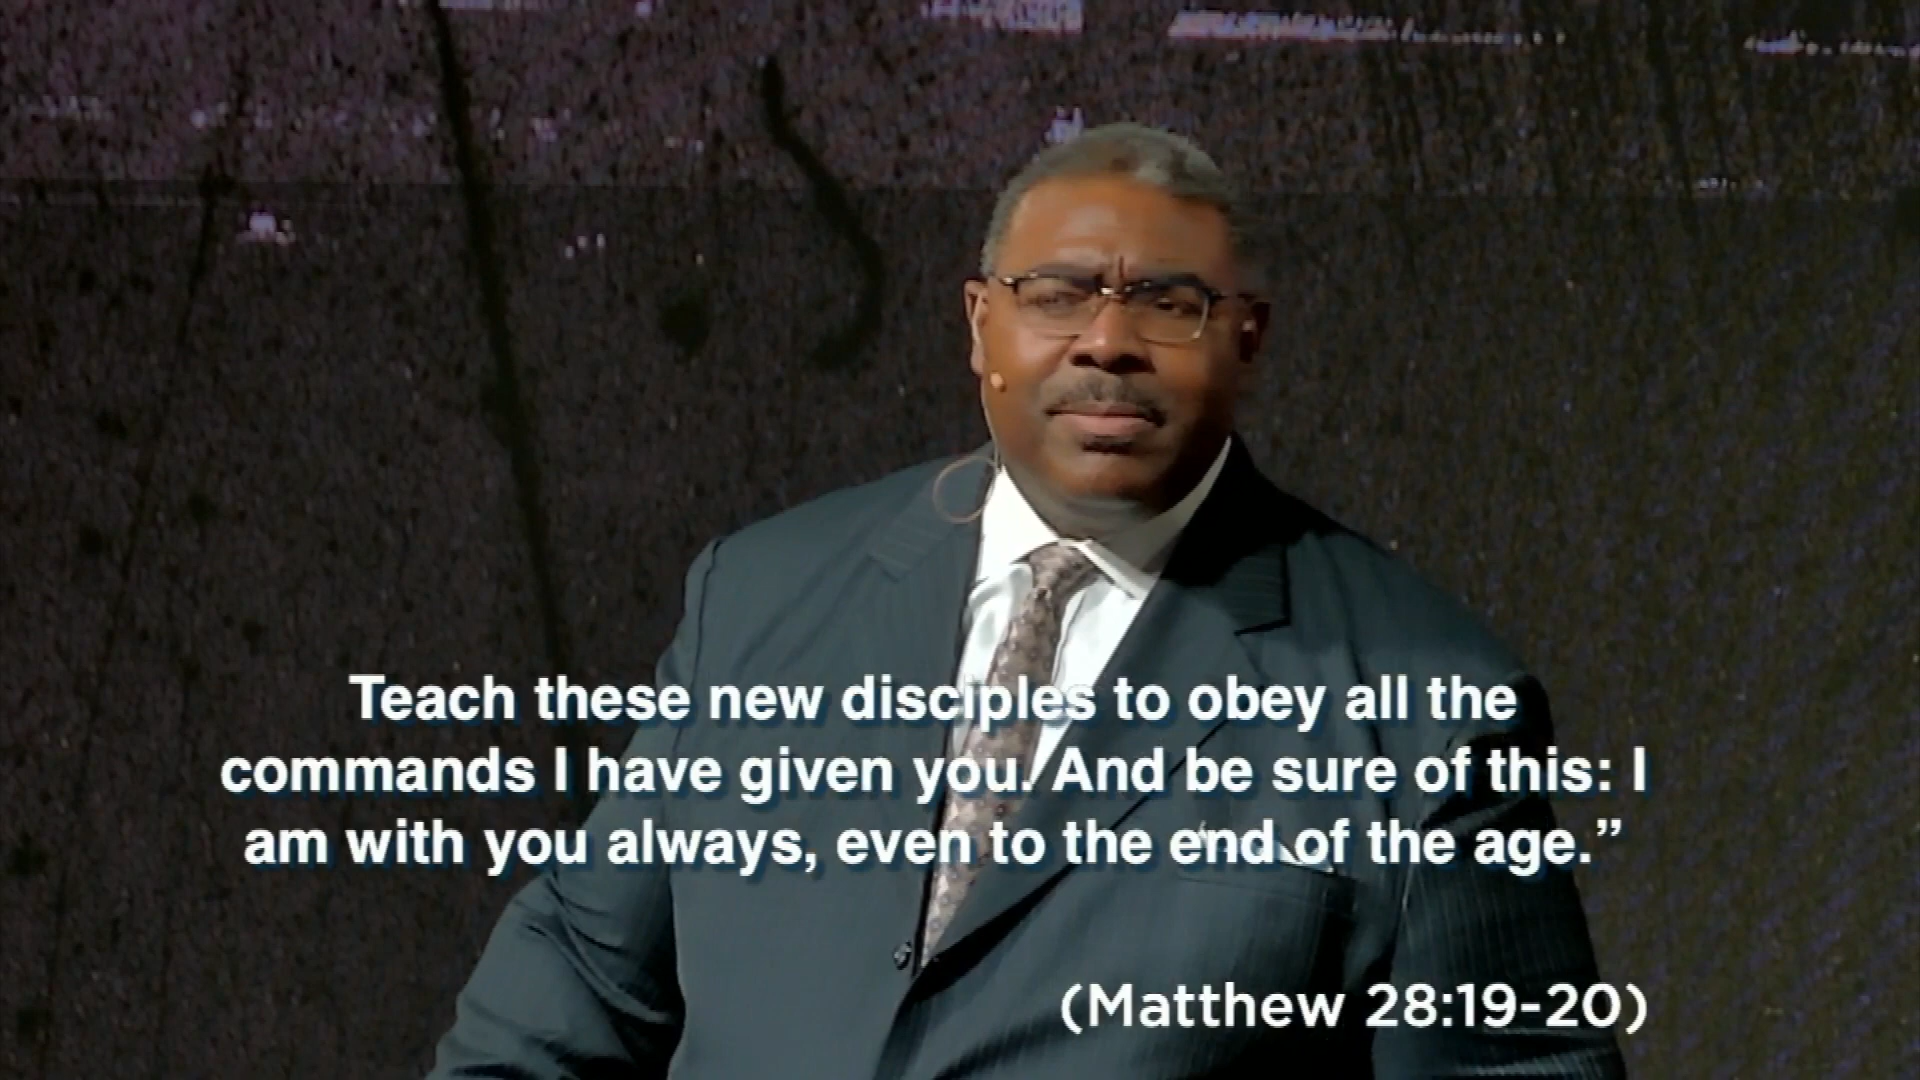 Teach these new disciples to obey all the
commands I have given you. And be sure of this: I
am with you always, even to the end of the age.”
(Matthew 28:19-20)